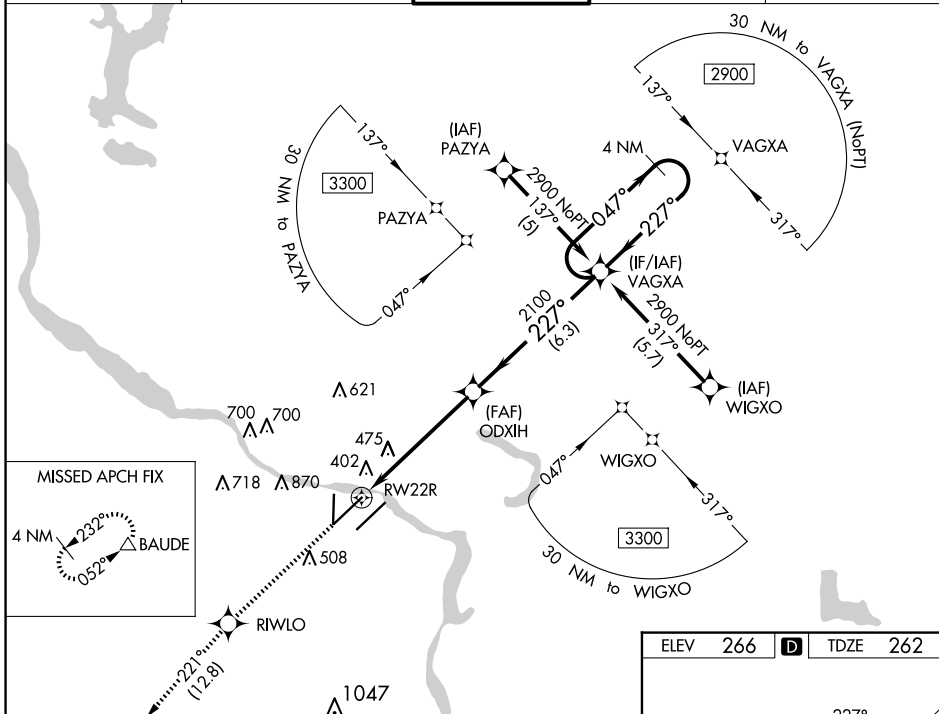 30 NM to VAGXA (NoPT)
2900
137°
VAGXA
317°
(IAF)
PAZYA
4 NM
2900 NoPT
137°
(5)
047°
227°
30 NM to PAZYA
137°
3300
PAZYA
047°
(IF/IAF)
VAGXA
2100
227°
(6.3)
2900 NoPT
317°
(5.7)
(IAF)
WIGXO
(FAF)
ODXIH
621
700
700
475
402
718
870
RW22R
508
047°
WIGXO
317°
3300
30 NM to WIGXO
MISSED APCH FIX
4 NM
232°
052°
BAUDE
RIWLO
221°
(12.8)
1047
ELEV 266 D TDZE 262
227°